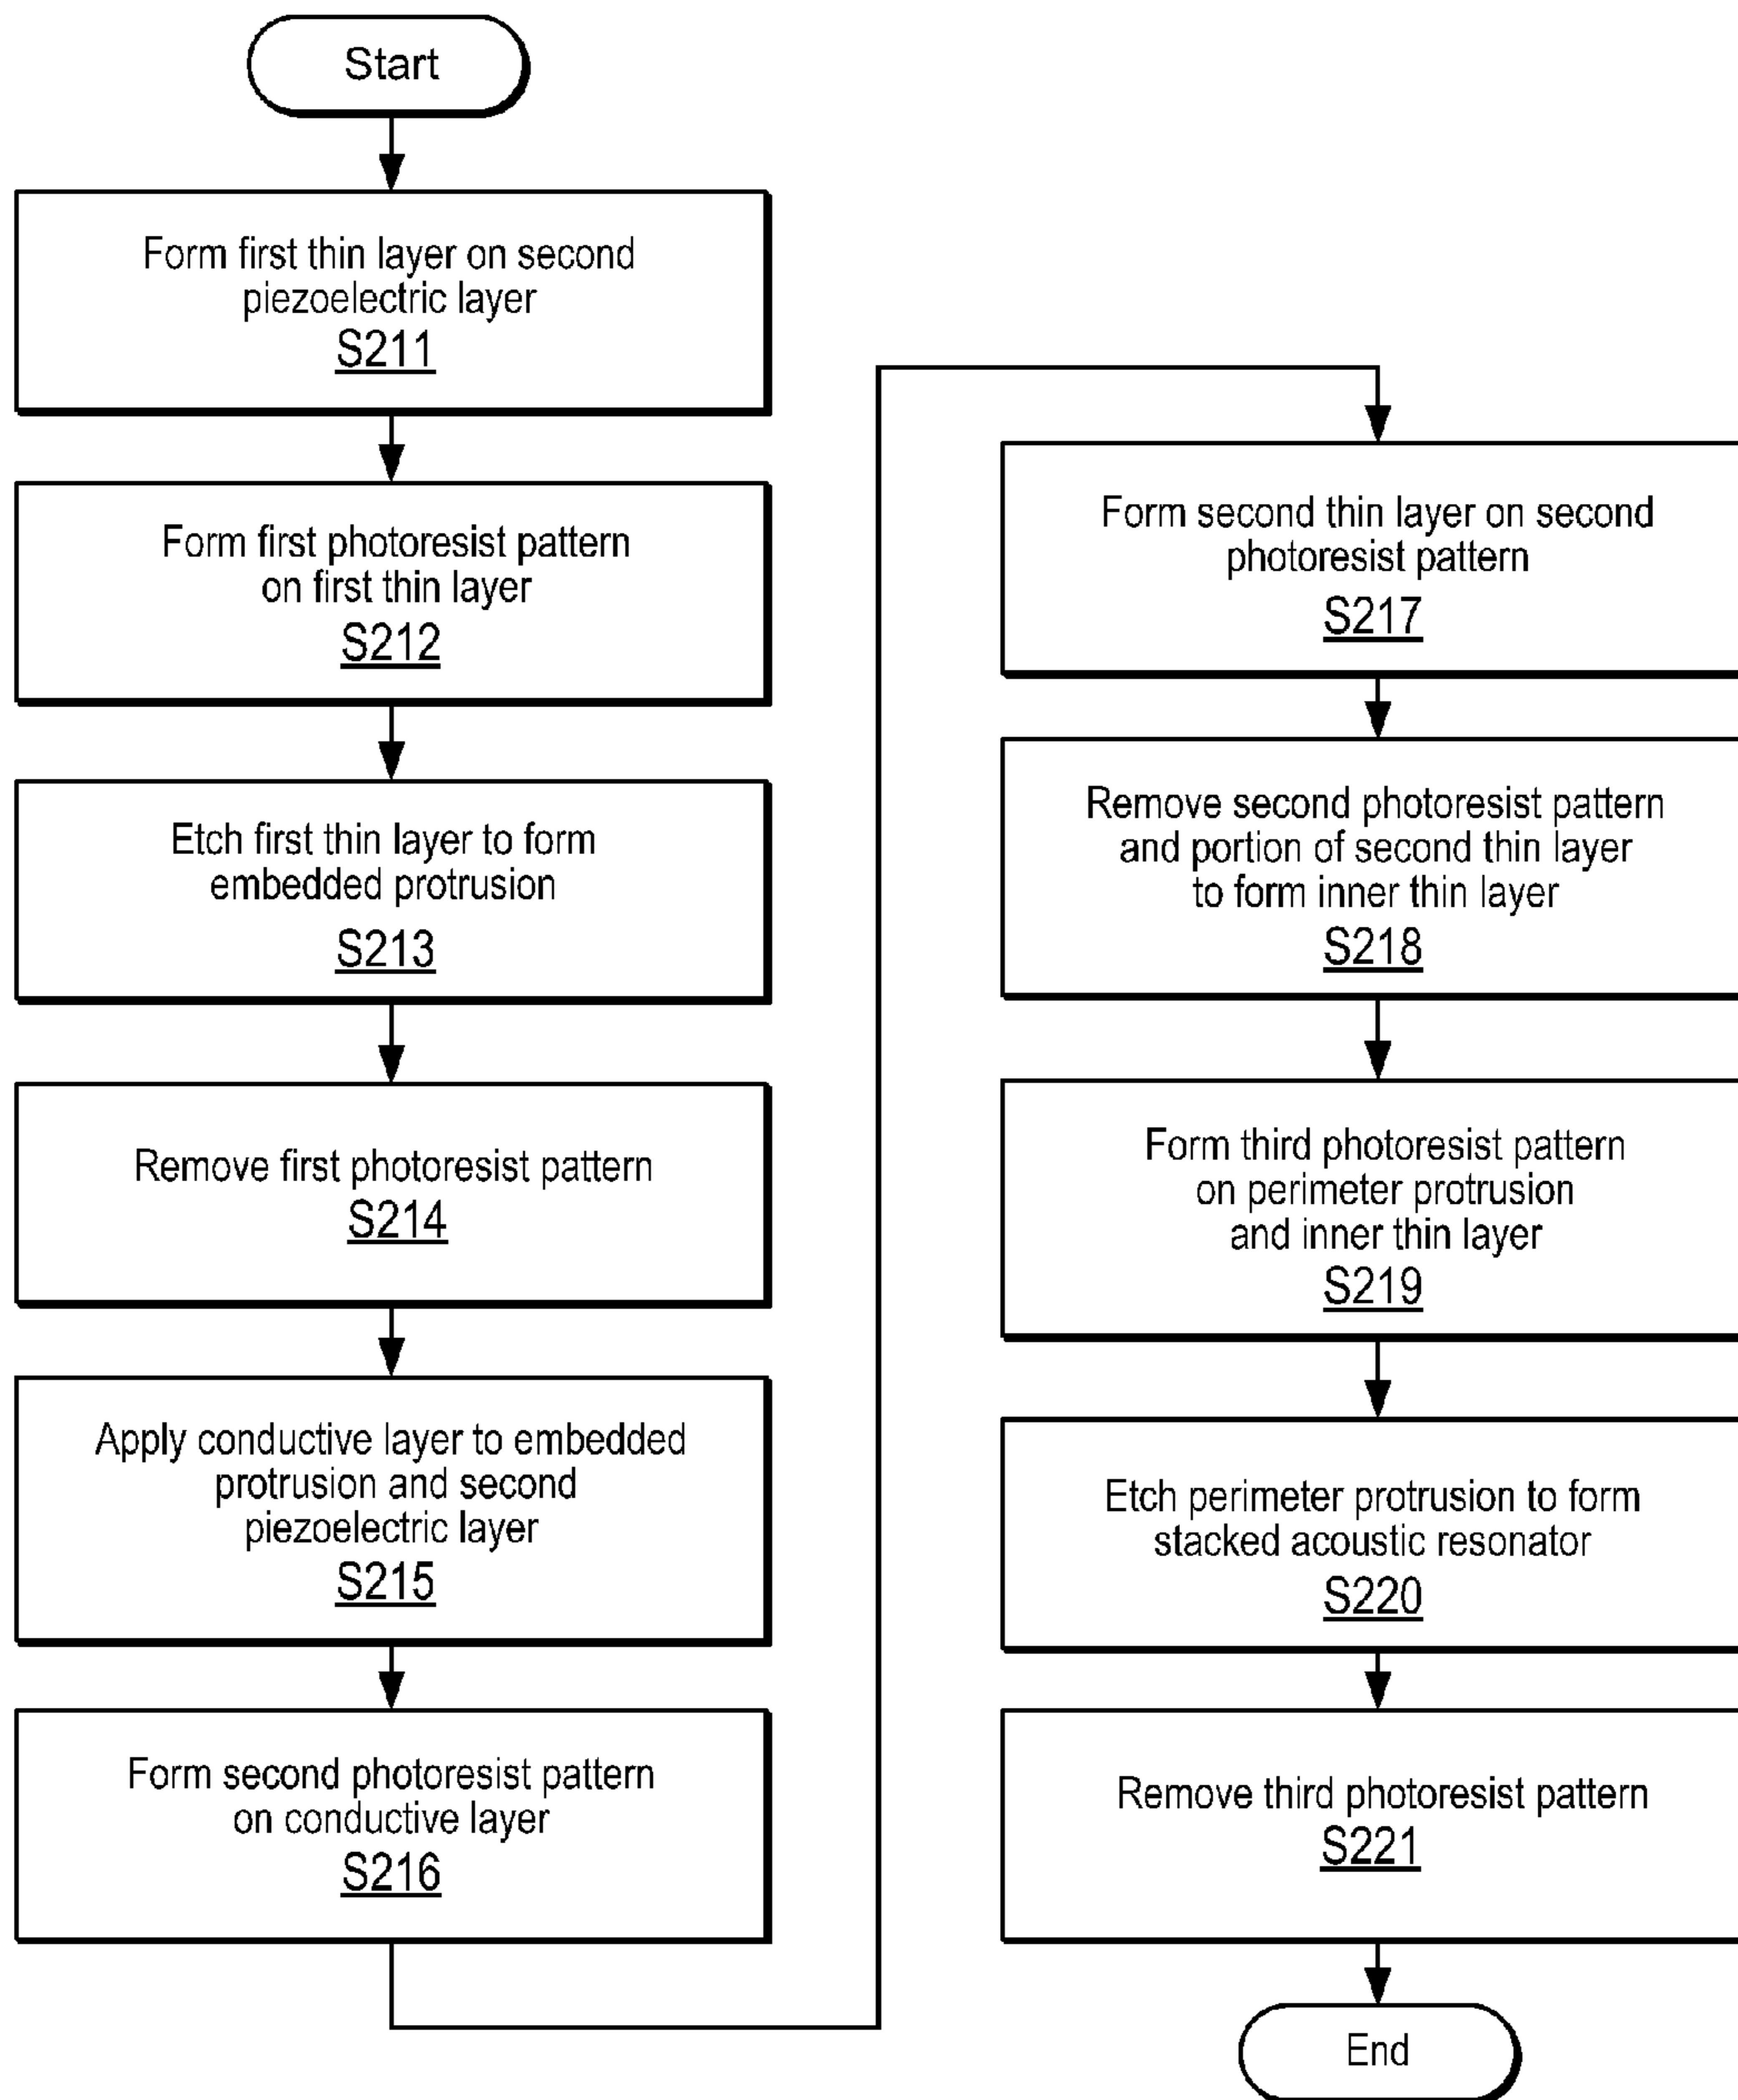 Start
Form first thin layer on second
piezoelectric layer
S211
Form first photoresist pattern
on first thin layer
S212
Etch first thin layer to form
embedded protrusion
S213
Remove first photoresist pattern
S214
Apply conductive layer to embedded
protrusion and second
piezoelectric layer
S215
Form second photoresist pattern
on conductive layer
S216
Form second thin layer on second
photoresist pattern
S217
Remove second photoresist pattern
and portion of second thin layer
to form inner thin layer
S218
Form third photoresist pattern
on perimeter protrusion
and inner thin layer
S219
Etch perimeter protrusion to form
stacked acoustic resonator
S220
Remove third photoresist pattern
S221
End